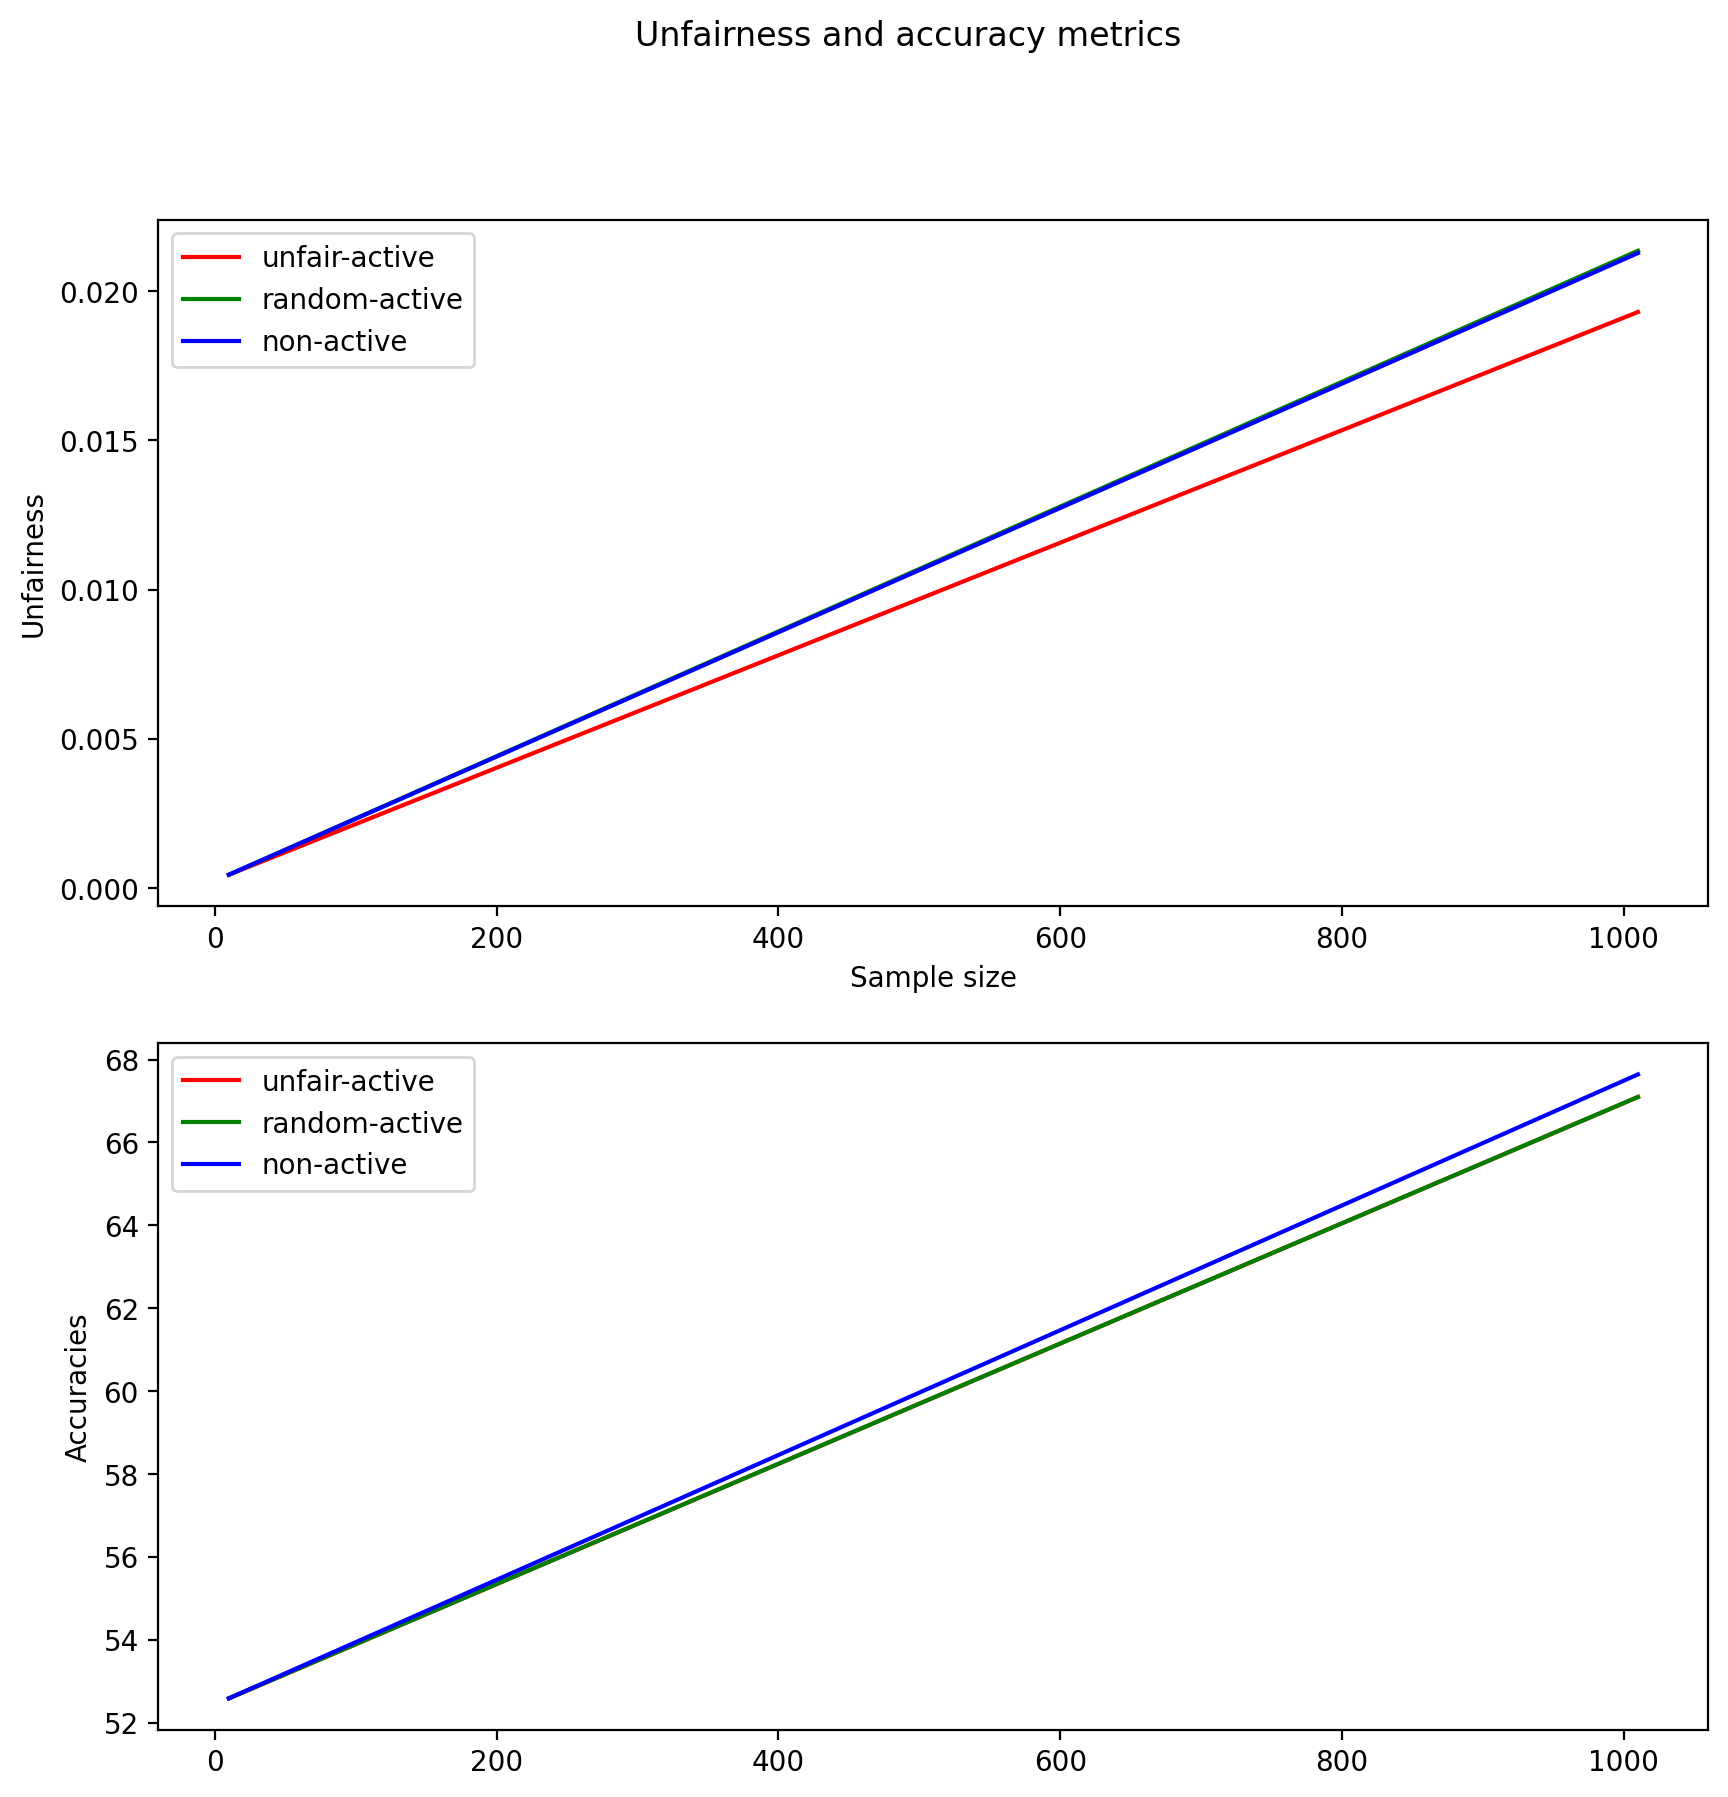 Unfairness and accuracy metrics
unfair-active
random-active
non-active
0.020
0.015
0.010
0.005
0.000
Unfairness
0 200 400 600 800 1000
Sample size
unfair-active
random-active
non-active
68
66
64
62
60
58
56
54
52
Accuracies
0 200 400 600 800 1000